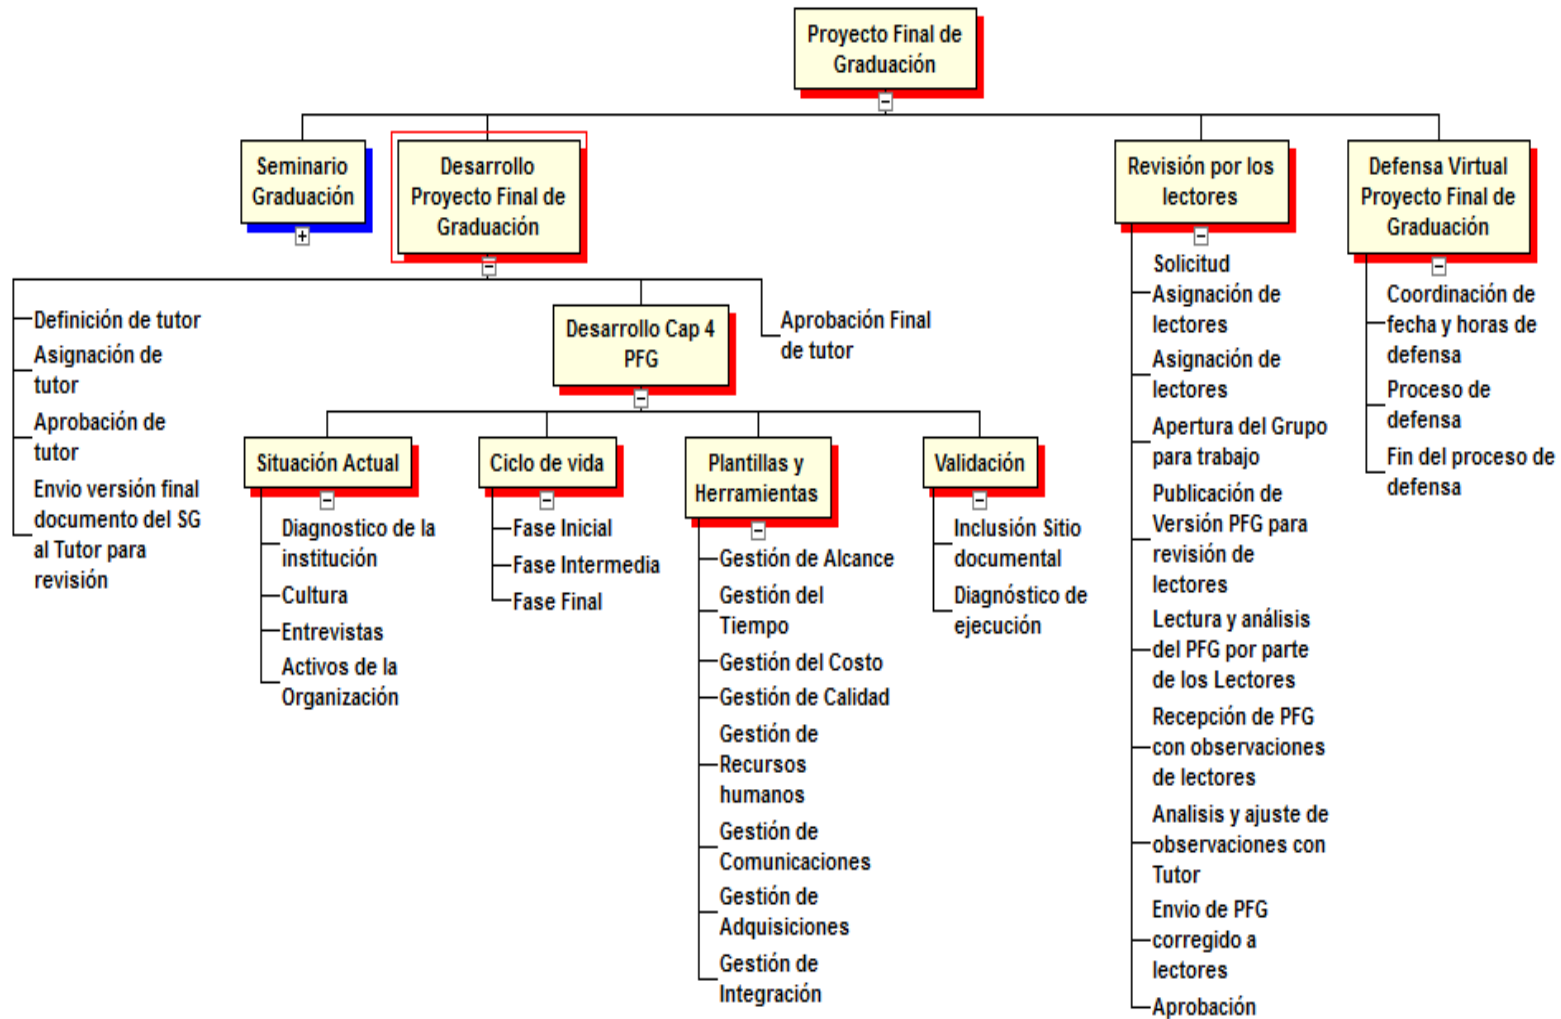 Proyecto Final de
Graduación
Seminario
Graduación
Desarrollo
Proyecto Final de
Graduación
Revisión por los
lectores
Defensa Virtual
Proyecto Final de
Graduación
Definición de tutor
Asignación de
tutor
Aprobación de
tutor
Envio versión final
documento del SG
al Tutor para
revisión
Desarrollo Cap 4
PFG
Aprobación Final
de tutor
Situación Actual
Diagnostico de la
institución
Cultura
Entrevistas
Activos de la
Organización
Ciclo de vida
Fase Inicial
Fase Intermedia
Fase Final
Plantillas y
Herramientas
Gestión de Alcance
Gestión del
Tiempo
Gestión del Costo
Gestión de Calidad
Gestión de
Recursos
humanos
Gestión de
Comunicaciones
Gestión de
Adquisiciones
Gestión de
Integración
Validación
Inclusión Sitio
documental
Diagnóstico de
ejecución
Solicitud
Asignación de
lectores
Asignación de
lectores
Apertura del Grupo
para trabajo
Publicación de
Versión PFG para
revisión de
lectores
Lectura y análisis
del PFG por parte
de los Lectores
Recepción de PFG
con observaciones
de lectores
Analisis y ajuste de
observaciones con
Tutor
Envio de PFG
corregido a
lectores
Aprobación
Coordinación de
fecha y horas de
defensa
Proceso de
defensa
Fin del proceso de
defensa